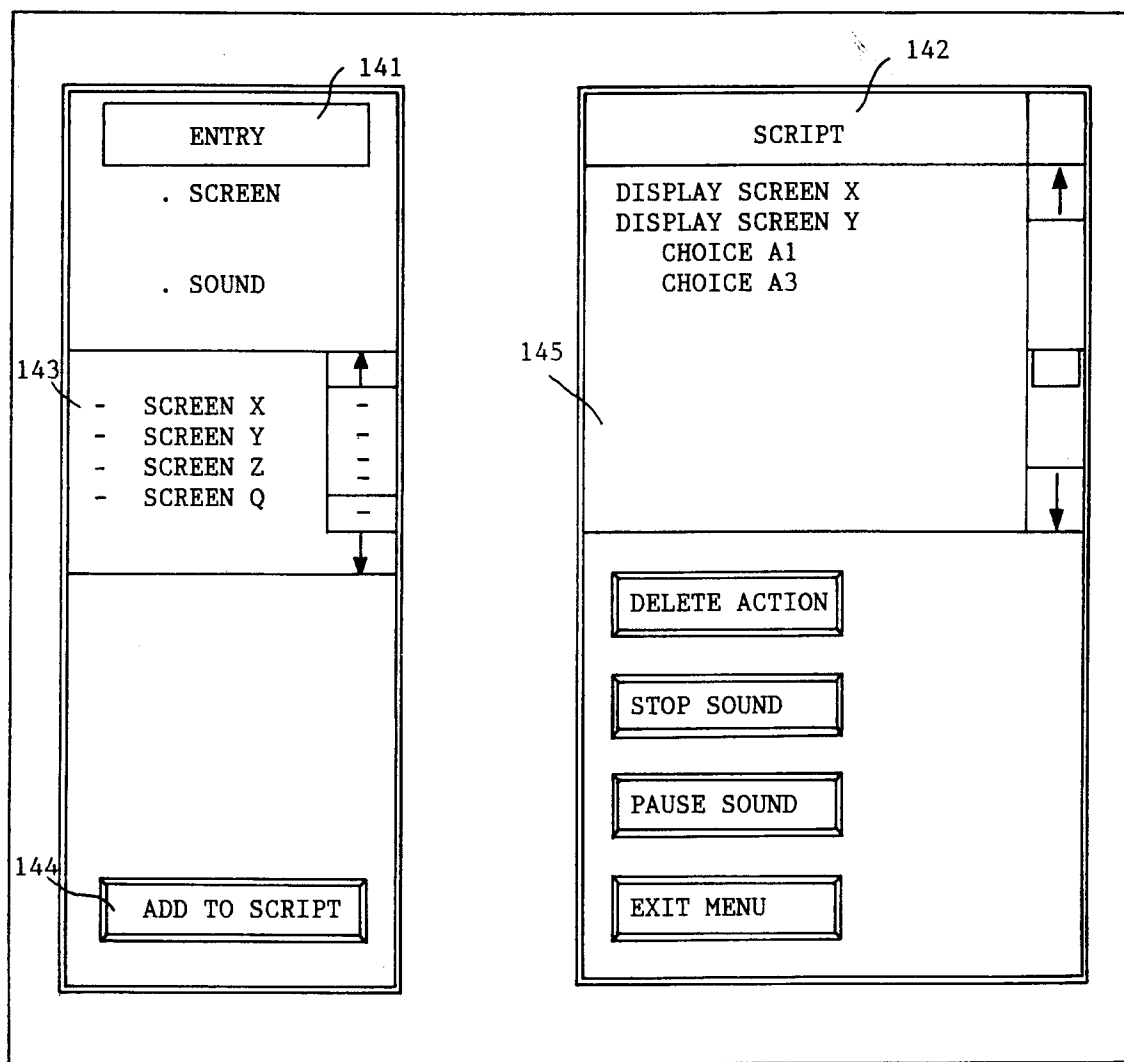 141
ENTRY
. SCREEN
. SOUND
143
- SCREEN X
- SCREEN Y
- SCREEN Z
- SCREEN Q
144
ADD TO SCRIPT
142
SCRIPT
DISPLAY SCREEN X
DISPLAY SCREEN Y
CHOICE A1
CHOICE A3
145
DELETE ACTION
STOP SOUND
PAUSE SOUND
EXIT MENU